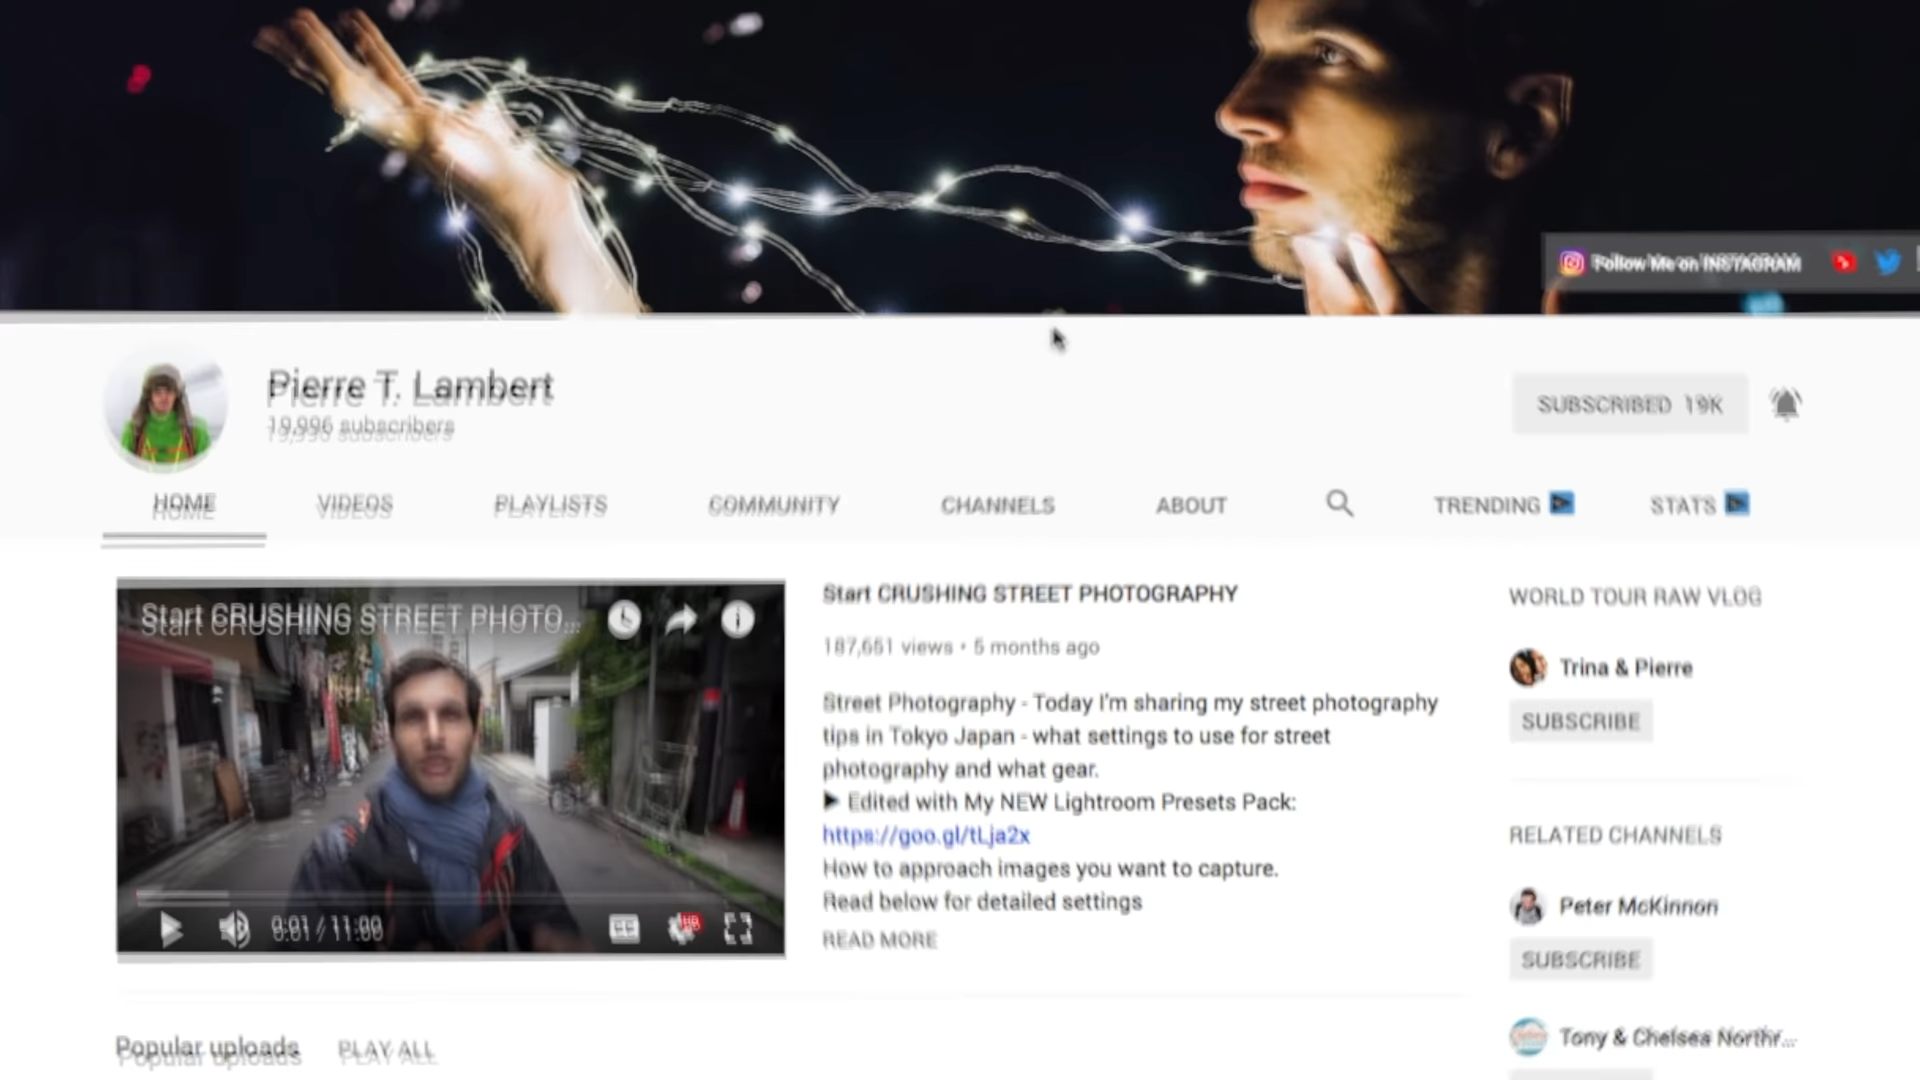 Follow Me on INSTAGRAM
Pierre T. Lambert
19,996 subscribers
SUBSCRIBED 19K
HOME
VIDEOS
PLAYLISTS
COMMUNITY
CHANNELS
ABOUT
TRENDING
STATS
Start CRUSHING STREET PHOTO...
0:01 / 11:00
CC
HD
Start CRUSHING STREET PHOTOGRAPHY
187,651 views • 5 months ago
Street Photography - Today I'm sharing my street photography
tips in Tokyo Japan - what settings to use for street
photography and what gear.
► Edited with My NEW Lightroom Presets Pack:
https://goo.gl/tLja2x
How to approach images you want to capture.
Read below for detailed settings
READ MORE
WORLD TOUR RAW VLOG
Trina & Pierre
SUBSCRIBE
RELATED CHANNELS
Peter McKinnon
SUBSCRIBE
Tony & Chelsea Northr...
Popular uploads
PLAY ALL